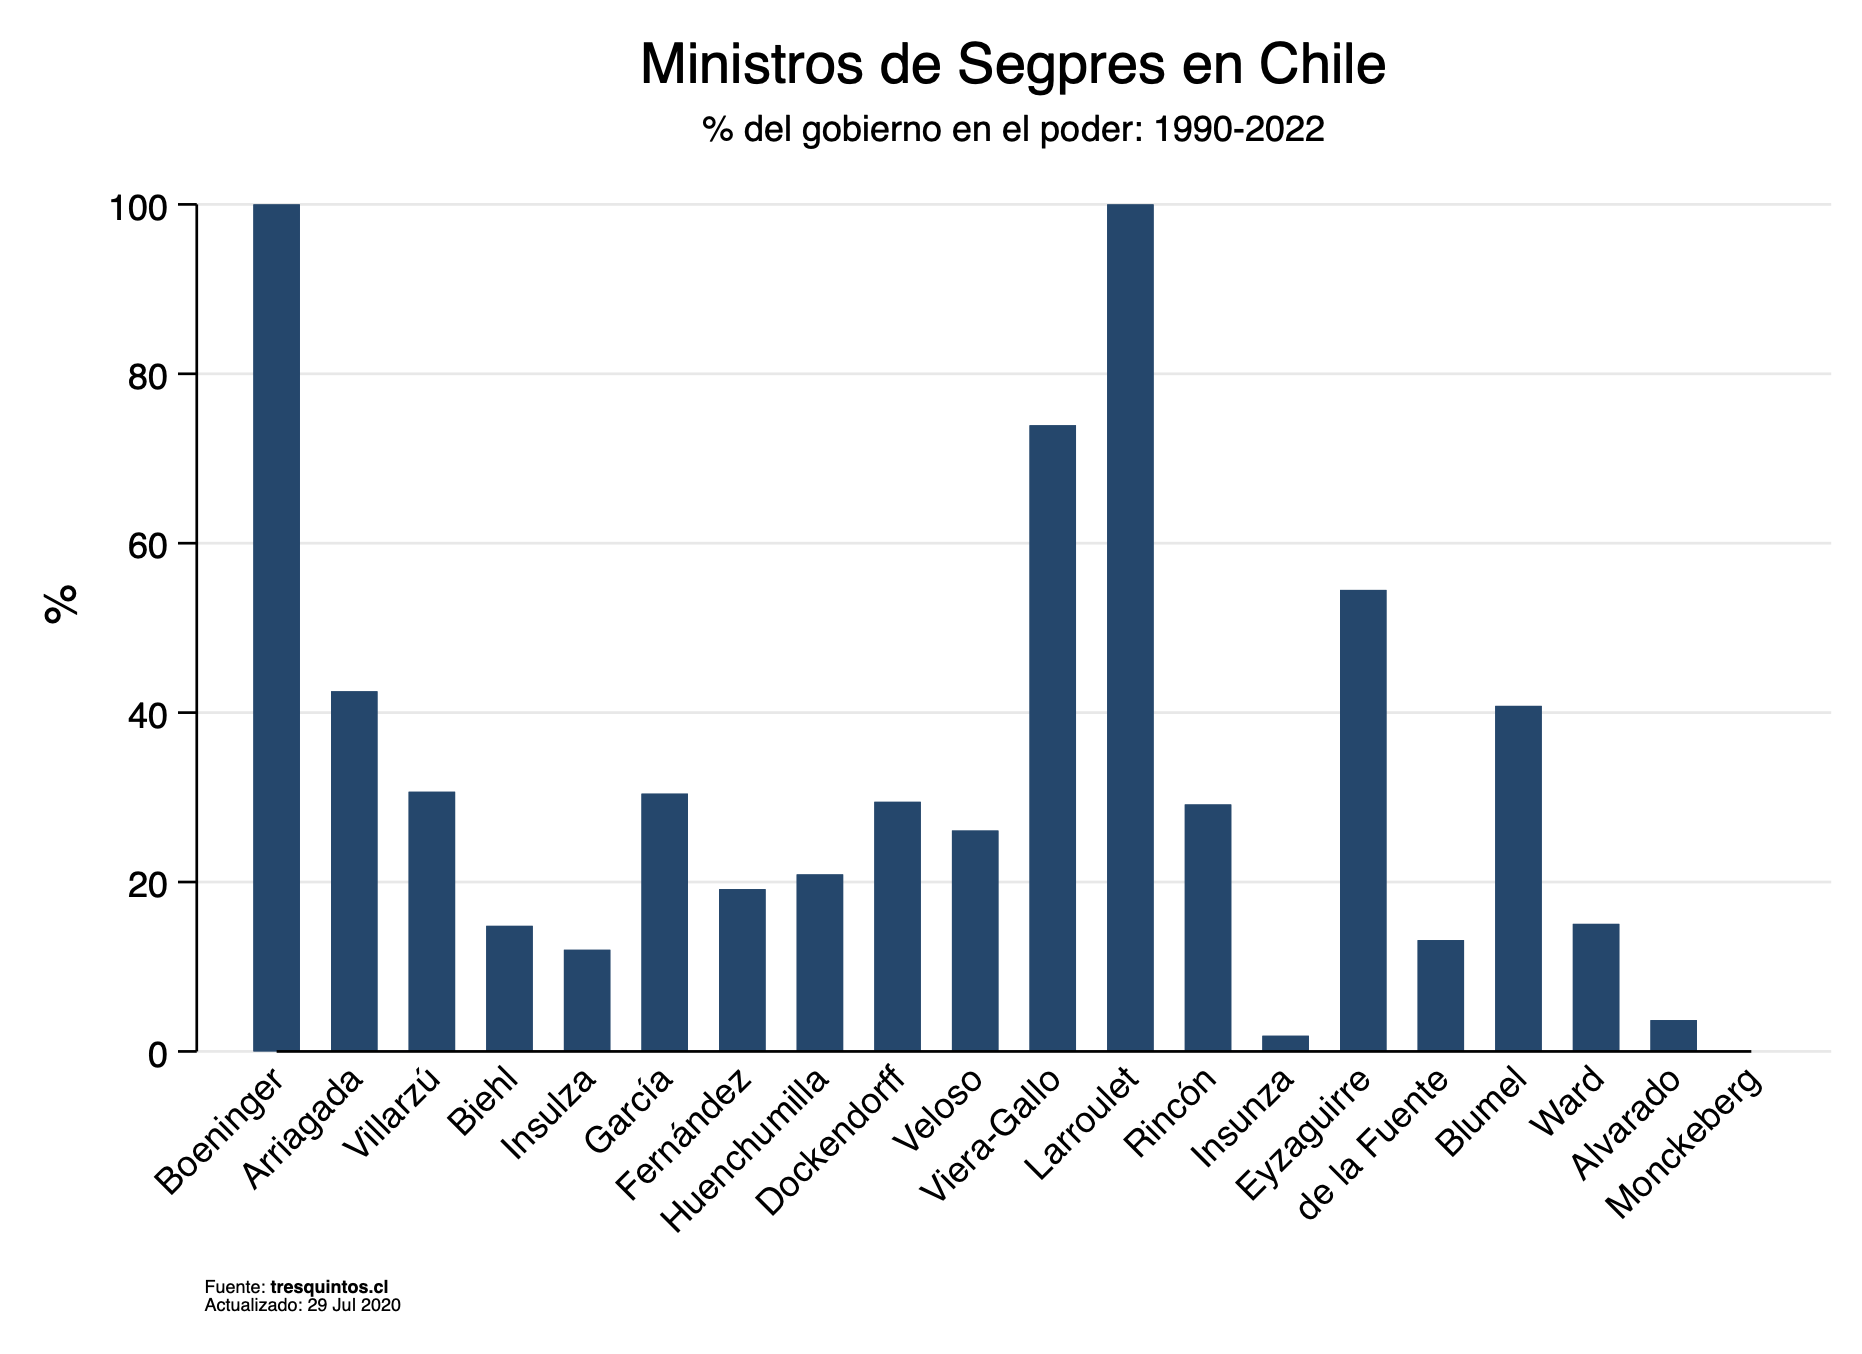 Ministros de Segpres en Chile
% del gobierno en el poder: 1990-2022
%
100
80
60
40
20
0
Boeninger
Arriagada
Villarzú
Biehl
Insulza
García
Fernández
Huenchumilla
Dockendorff
Veloso
Viera-Gallo
Larroulet
Rincón
Insunza
Eyzaguirre
de la Fuente
Blumel
Ward
Alvarado
Monckeberg
Fuente: tresquintos.cl
Actualizado: 29 Jul 2020